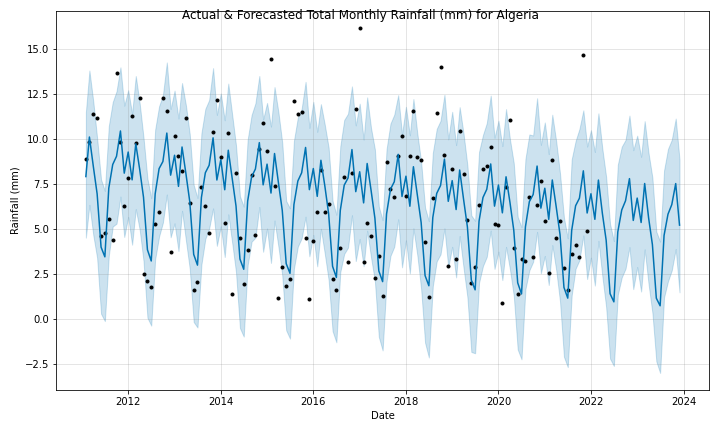 Actual & Forecasted Total Monthly Rainfall (mm) for Algeria
15.0
12.5
10.0
7.5
5.0
2.5
0.0
−2.5
Rainfall (mm)
2012 2014 2016 2018 2020 2022 2024
Date